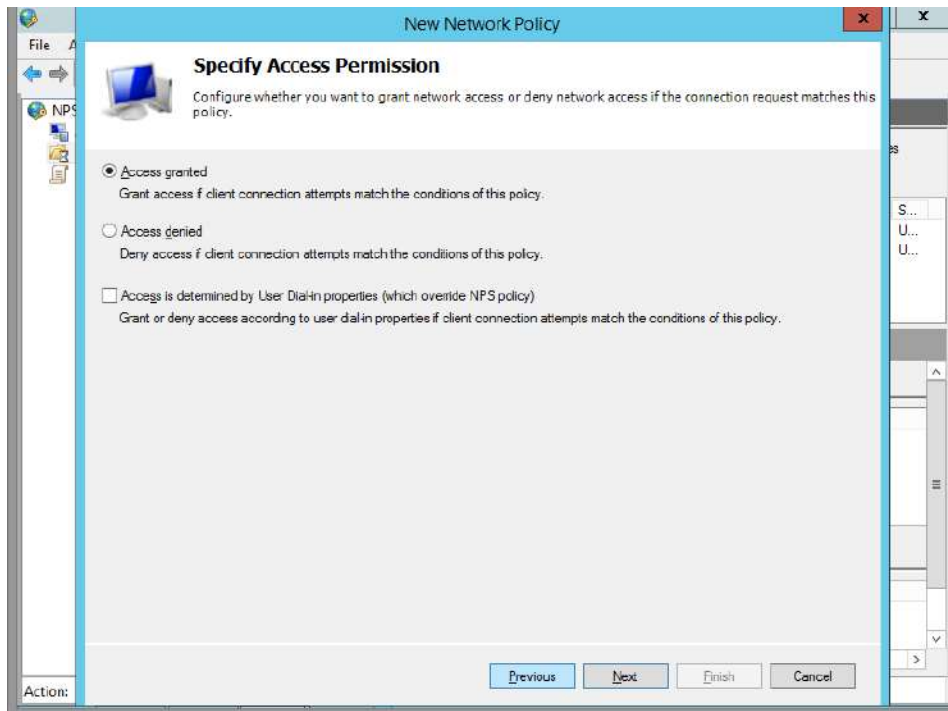 New Network Policy
x
x
File
A
NPS
Specify Access Permission
Configure whether you want to grant network access or deny network access if the connection request matches this
policy.
es
Access granted
Grant access if client connection attempts match the conditions of this policy.
S...
Access denied
U...
Deny access if client connection attempts match the conditions of this policy.
U...
Access is determined by User Dial-in properties (which override NPS policy)
Grant or deny access according to user dial-in properties if client connection attempts match the conditions of this policy.
Previous
Next
Finish
Cancel
Action: